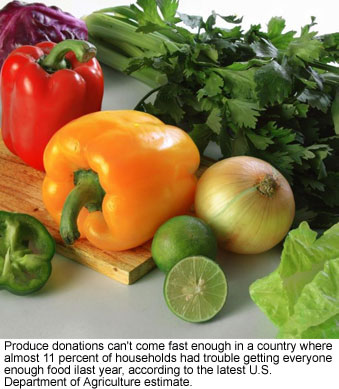 Produce donations can't come fast enough in a country where
almost 11 percent of households had trouble getting everyone
enough food ilast year, according to the latest U.S.
Department of Agriculture estimate.